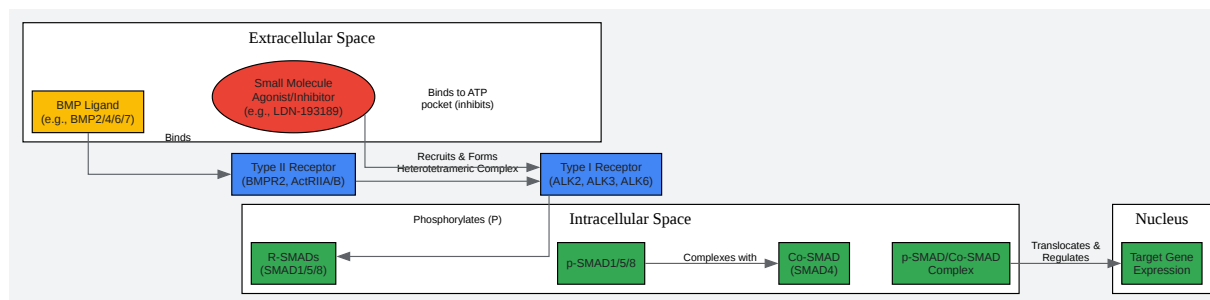 Extracellular Space
Small Molecule
Agonist/Inhibitor
(e.g., LDN-193189)
Binds to ATP
pocket (inhibits)
BMP Ligand
(e.g., BMP2/4/6/7)
Binds
Recruits & Forms
Heterotetrameric Complex
Type II Receptor
(BMPR2, ActRIIA/B)
Type I Receptor
(ALK2, ALK3, ALK6)
Phosphorylates (P)
Intracellular Space
Nucleus
R-SMADs
(SMAD1/5/8)
p-SMAD1/5/8
Complexes with
Co-SMAD
(SMAD4)
p-SMAD/Co-SMAD
Complex
Translocates &
Regulates
Target Gene
Expression